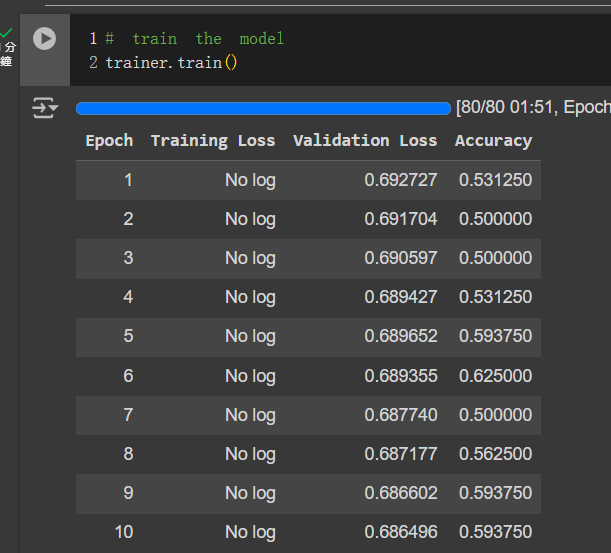 分
鐘
1 # train the model
2 trainer.train()
[80/80 01:51, Epoch
Epoch Training Loss Validation Loss Accuracy
1 No log 0.692727 0.531250
2 No log 0.691704 0.500000
3 No log 0.690597 0.500000
4 No log 0.689427 0.531250
5 No log 0.689652 0.593750
6 No log 0.689355 0.625000
7 No log 0.687740 0.500000
8 No log 0.687177 0.562500
9 No log 0.686602 0.593750
10 No log 0.686496 0.593750